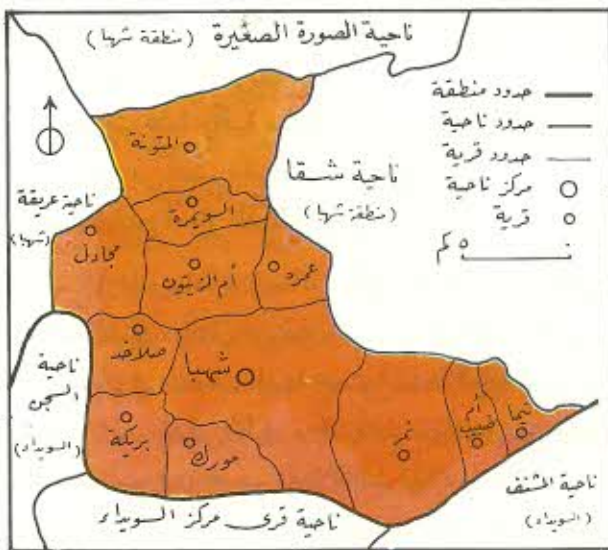 ناحية الصورة الصغيرة (منطقة شهبا)
حدود منطقة
حدود ناحية
حدود قرية
مركز ناحية
قرية
كم
ناحية شقا
(منطقة شهبا)
ناحية عريقة
(شهبا)
المتونة
السويمرة
مجادل
أم الزيتون
عمرة
صلاخد
شهبا
بريكة
مورك
نمر
أم
ضبيب
تيما
ناحية
السجن
(السويداء)
ناحية المشنف
(السويداء)
ناحية قرى مركز السويداء